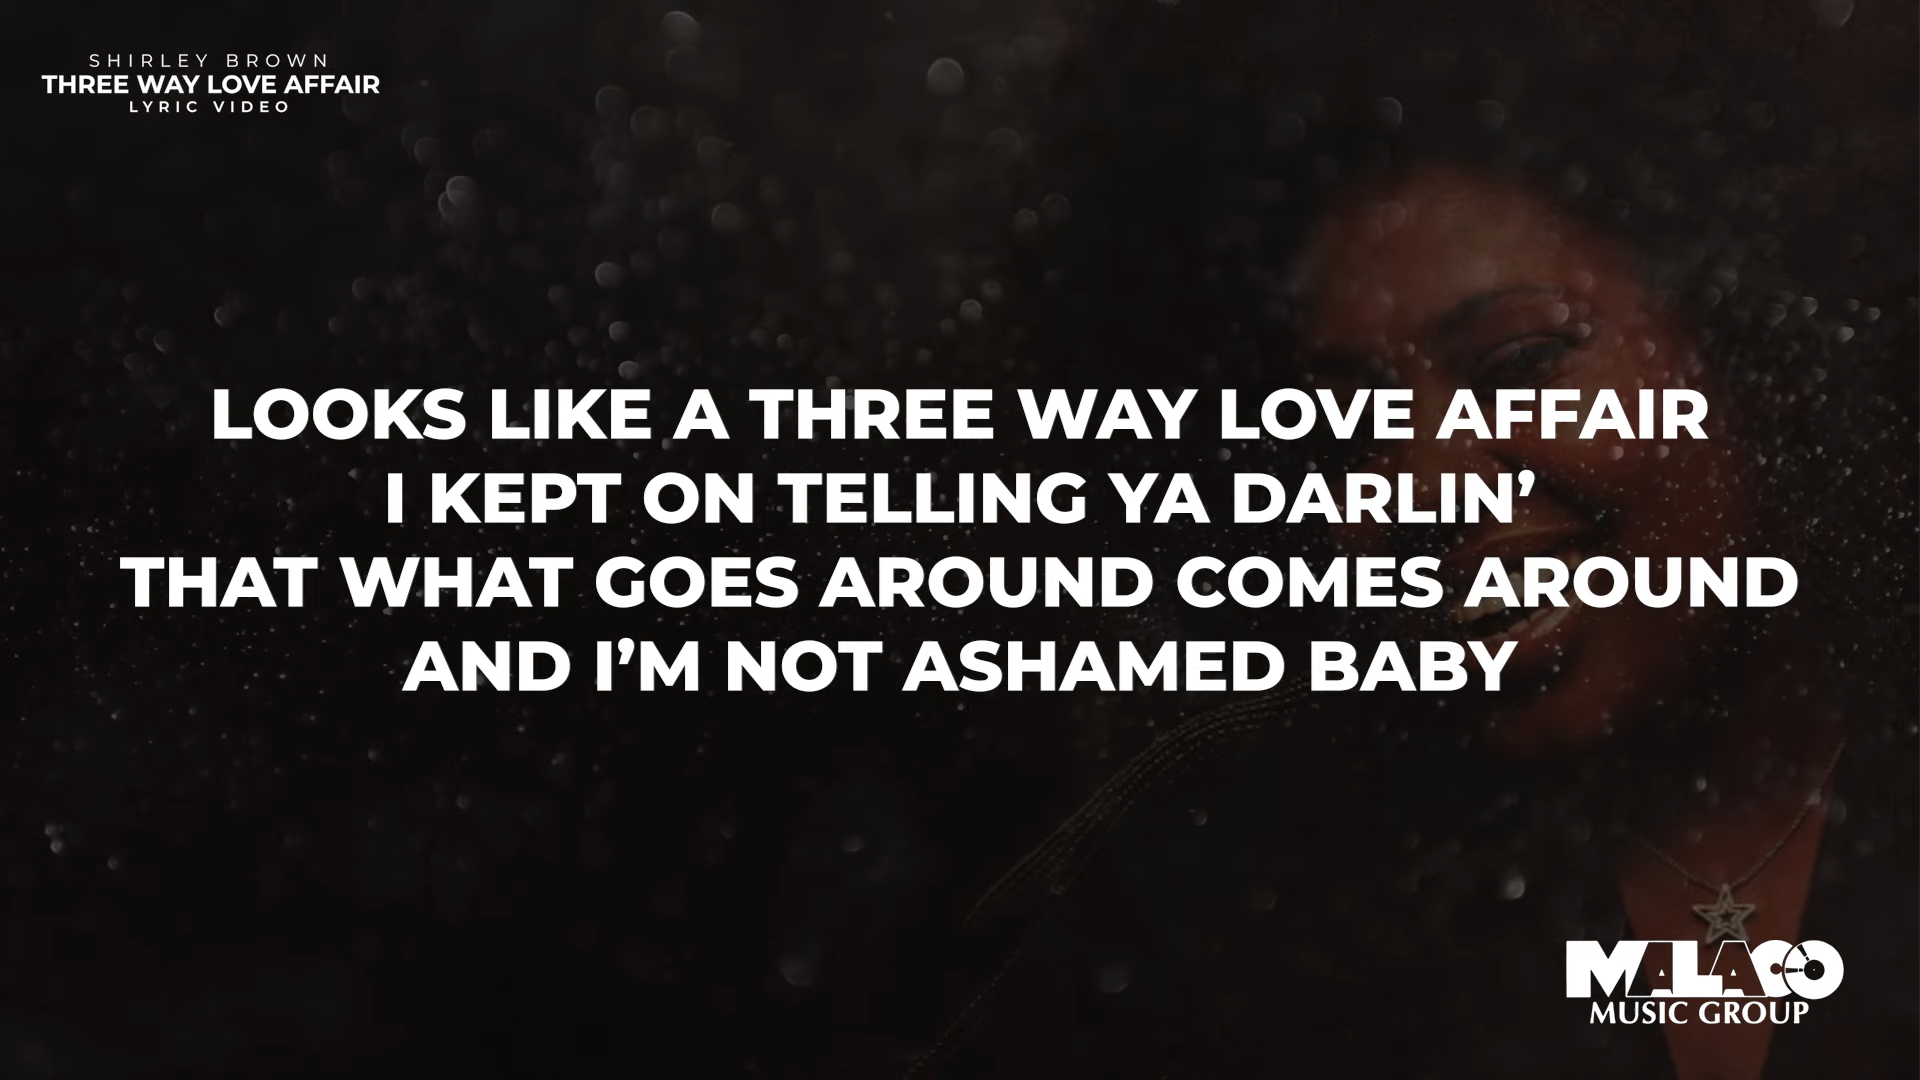 SHIRLEY BROWN
THREE WAY LOVE AFFAIR
LYRIC VIDEO
LOOKS LIKE A THREE WAY LOVE AFFAIR
I KEPT ON TELLING YA DARLIN’
THAT WHAT GOES AROUND COMES AROUND
AND I’M NOT ASHAMED BABY
MALACO
MUSIC GROUP